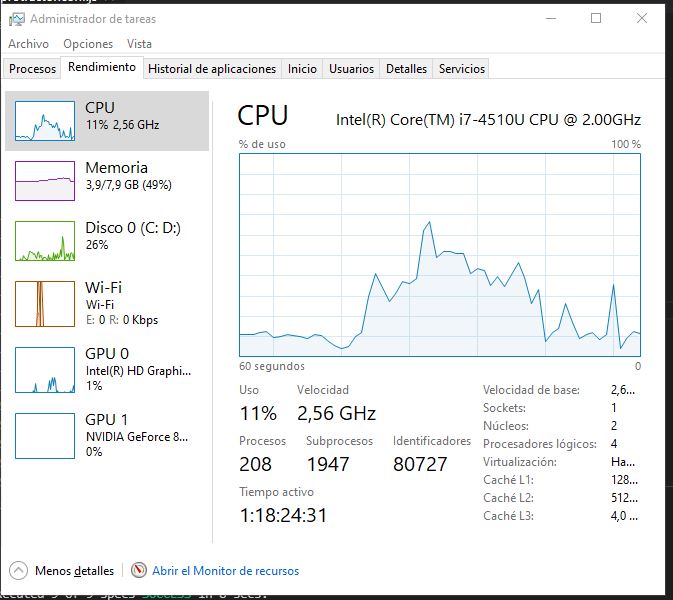 Administrador de tareas
Archivo Opciones Vista
Procesos Rendimiento Historial de aplicaciones Inicio Usuarios Detalles Servicios
CPU
11% 2,56 GHz
Memoria
3,9/7,9 GB (49%)
Disco 0 (C: D:)
26%
Wi-Fi
Wi-Fi
E: 0 R: 0 Kbps
GPU 0
Intel(R) HD Graphi...
1%
GPU 1
NVIDIA GeForce 8...
0%
CPU Intel(R) Core(TM) i7-4510U CPU @ 2.00GHz
% de uso 100 %
60 segundos 0
Uso Velocidad
11% 2,56 GHz
Procesos Subprocesos Identificadores
208 1947 80727
Tiempo activo
1:18:24:31
Velocidad de base: 2,6...
Sockets: 1
Núcleos: 2
Procesadores lógicos: 4
Virtualización: Ha...
Caché L1: 128...
Caché L2: 512...
Caché L3: 4,0 ...
Menos detalles Abrir el Monitor de recursos